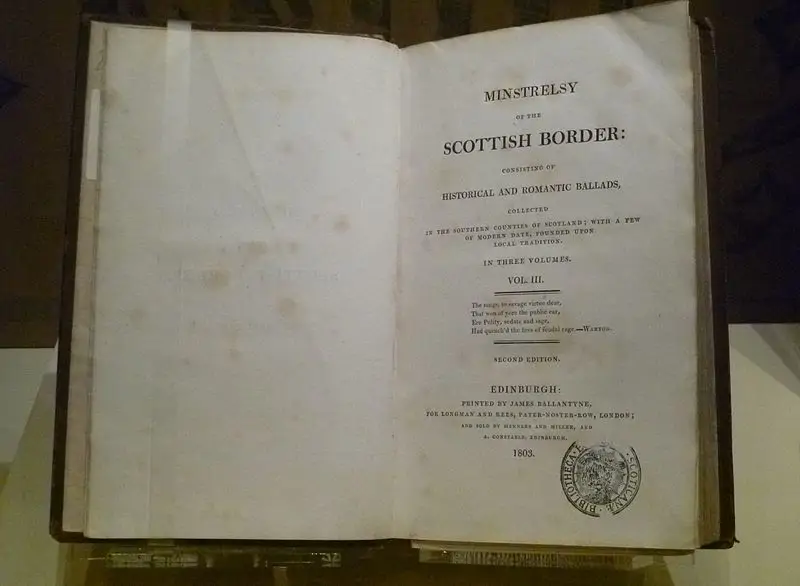 MINSTRELSY
OF THE
SCOTTISH BORDER:
CONSISTING OF
HISTORICAL AND ROMANTIC BALLADS,
COLLECTED
IN THE SOUTHERN COUNTIES OF SCOTLAND; WITH A FEW
OF MODERN DATE, FOUNDED UPON
LOCAL TRADITION.
IN THREE VOLUMES.
VOL. III.
The songs, to savage virtue dear,
That won of yore the public ear,
Ere Polity, sedate and sage,
Had quench'd the fires of feudal rage.—WARTON.
SECOND EDITION.
EDINBURGH:
PRINTED BY JAMES BALLANTYNE,
FOR LONGMAN AND REES, PATER-NOSTER-ROW, LONDON;
AND SOLD BY MANNERS AND MILLER, AND
A. CONSTABLE, EDINBURGH.
1803.
BIBLIOTHECA SCOTICANÆ